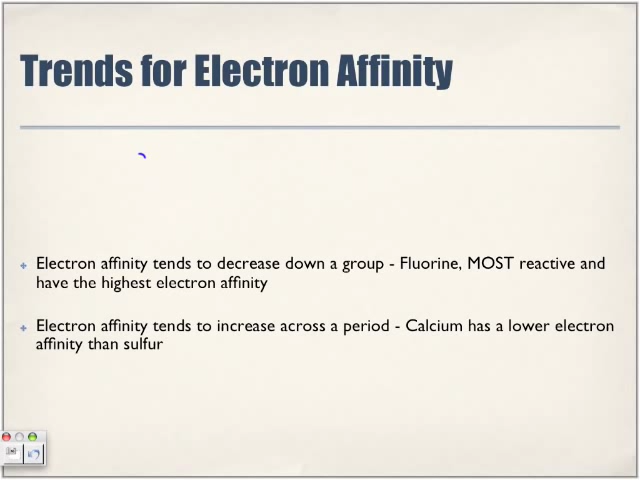 Trends for Electron Affinity
Electron affinity tends to decrease down a group - Fluorine, MOST reactive and
have the highest electron affinity
Electron affinity tends to increase across a period - Calcium has a lower electron
affinity than sulfur